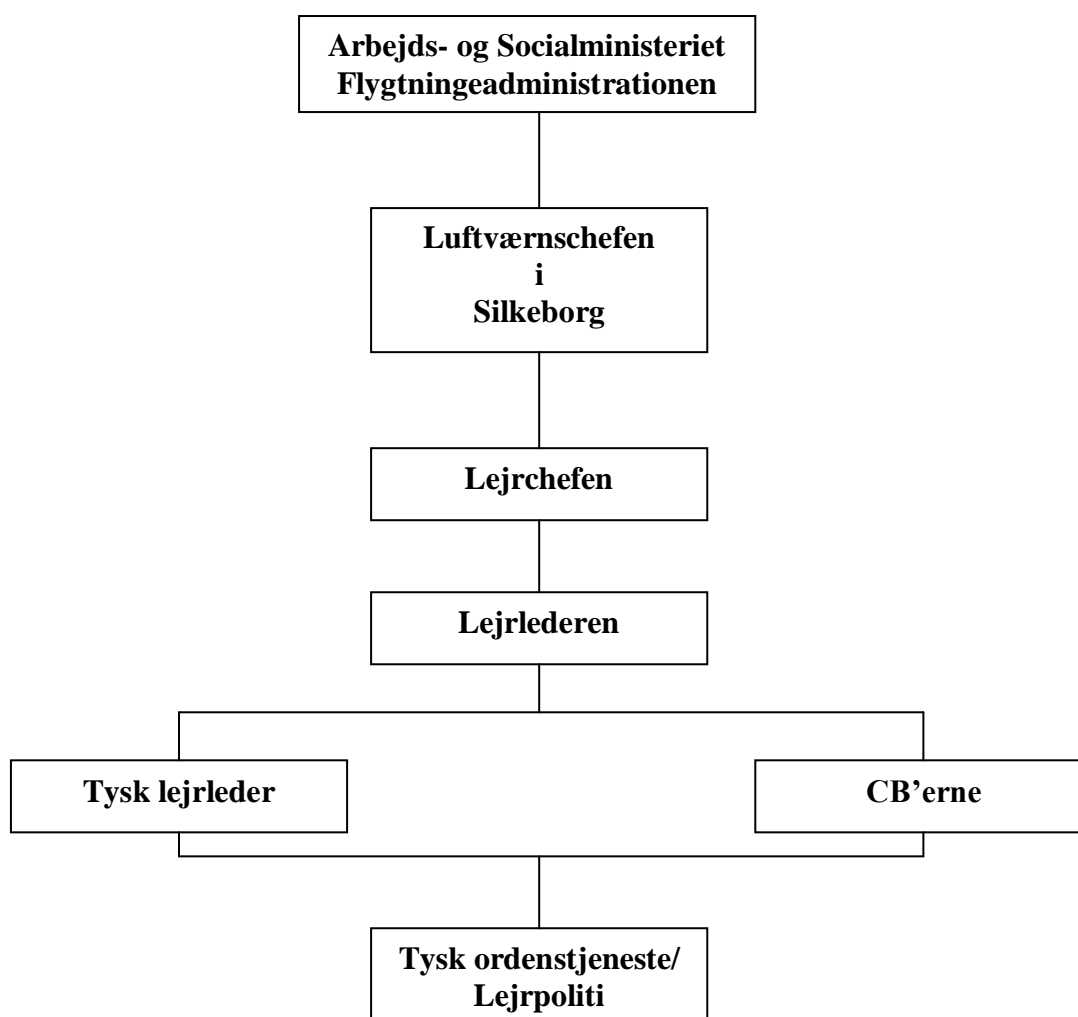 Arbejds- og Socialministeriet
Flygtningeadministrationen
Luftværnschefen
i
Silkeborg
Lejrchefen
Lejrlederen
Tysk lejrleder
CB’erne
Tysk ordenstjeneste/
Lejrpoliti